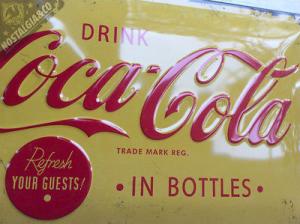 NOSTALGIA&CO
DRINK
Coca-Cola
TRADE MARK REG.
Refresh
YOUR GUESTS!
• IN BOTTLES •